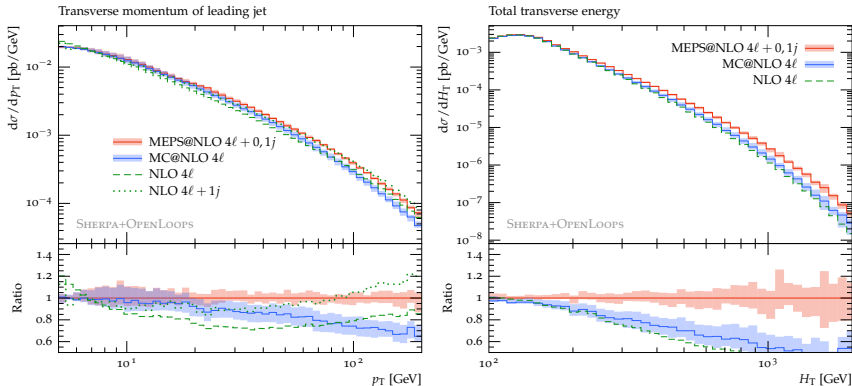 Transverse momentum of leading jet
dσ/dpT [pb/GeV]
10−2
10−3
10−4
MEPS@NLO 4ℓ + 0, 1j
MC@NLO 4ℓ
NLO 4ℓ
NLO 4ℓ + 1j
SHERPA+OPENLOOPS
Ratio
1.4
1.2
1
0.8
0.6
10¹
10²
pT [GeV]
Total transverse energy
dσ/dHT [pb/GeV]
10−3
10−4
10−5
10−6
10−7
10−8
MEPS@NLO 4ℓ + 0, 1j
MC@NLO 4ℓ
NLO 4ℓ
SHERPA+OPENLOOPS
Ratio
1.4
1.2
1
0.8
0.6
10²
10³
HT [GeV]